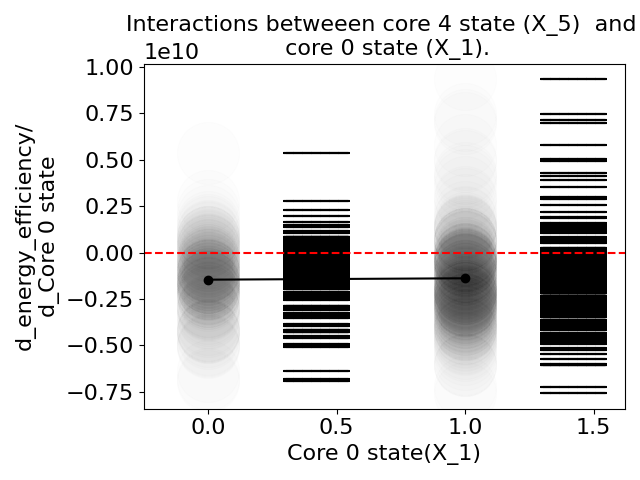 Interactions betweeen core 4 state (X_5)  and
core 0 state (X_1).
1e10
1.00
0.75
0.50
0.25
0.00
−0.25
−0.50
−0.75
d_energy_efficiency/
d_Core 0 state
0.0 0.5 1.0 1.5
Core 0 state(X_1)